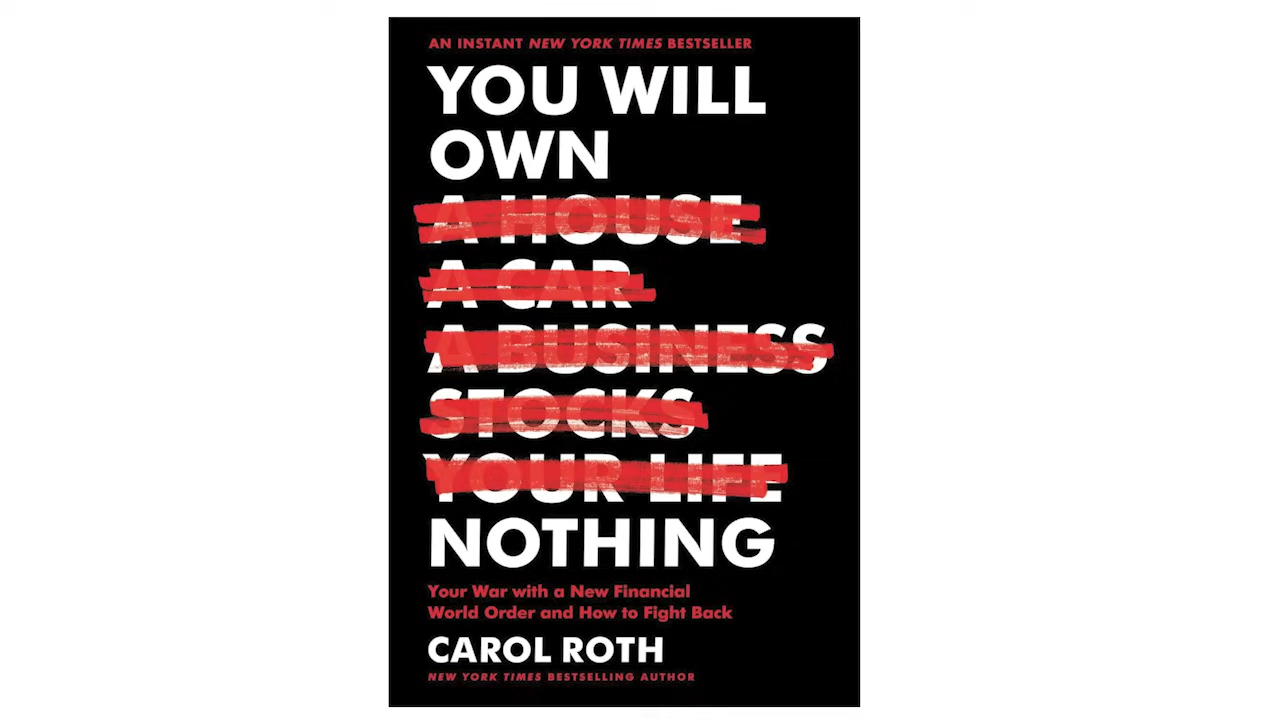 AN INSTANT NEW YORK TIMES BESTSELLER
YOU WILL
OWN
A HOUSE
A CAR
A BUSINESS
STOCKS
YOUR LIFE
NOTHING
Your War with a New Financial
World Order and How to Fight Back
CAROL ROTH
NEW YORK TIMES BESTSELLING AUTHOR